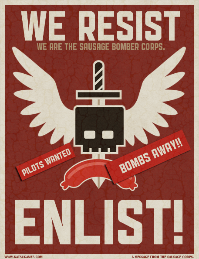 WE RESIST
WE ARE THE SAUSAGE BOMBER CORPS.
PILOTS WANTED
BOMBS AWAY!!
ENLIST!